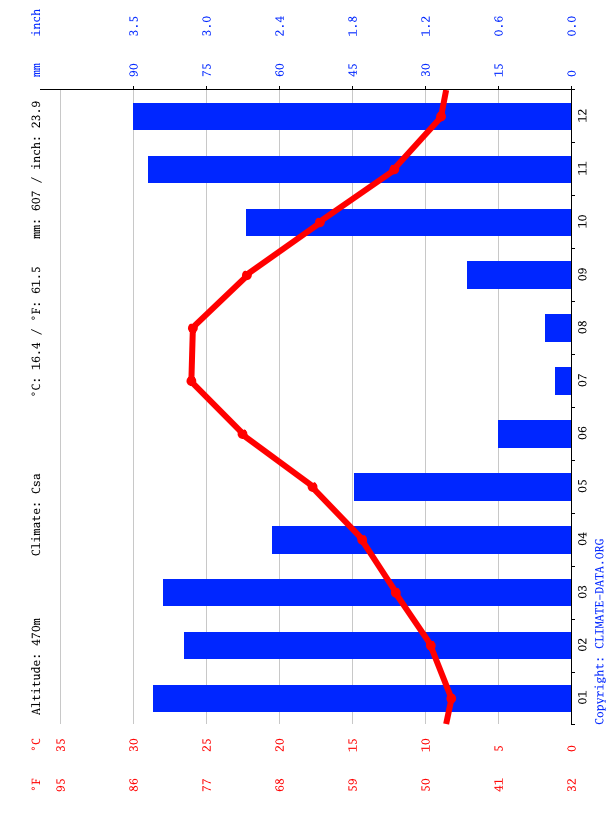 °F °C Altitude: 470m Climate: Csa °C: 16.4 / °F: 61.5 mm: 607 / inch: 23.9 mm inch
95 35
86 30 90 3.5
77 25 75 3.0
68 20 60 2.4
59 15 45 1.8
50 10 30 1.2
41 5 15 0.6
32 0 0 0.0
01 02 03 04 05 06 07 08 09 10 11 12
Copyright: CLIMATE-DATA.ORG